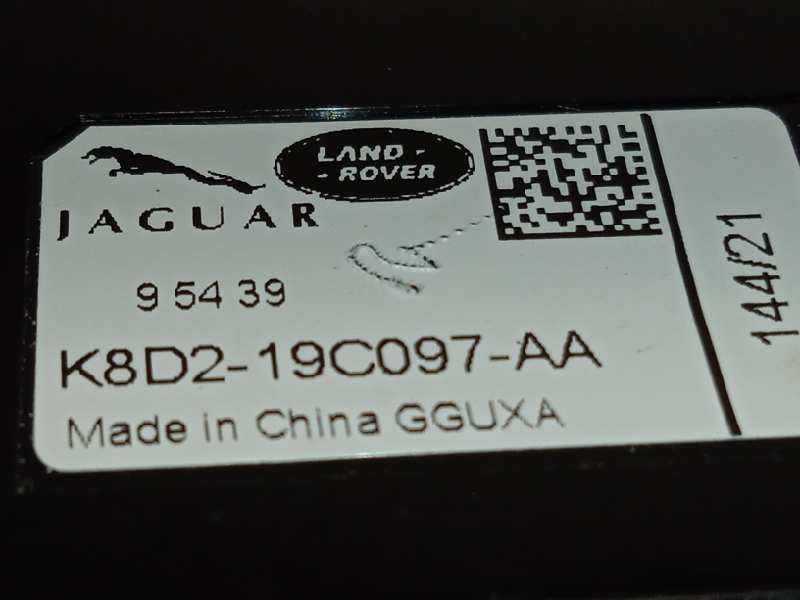 JAGUAR
LAND-
-ROVER
9 54 39
K8D2-19C097-AA
Made in China GGUXA
144/21